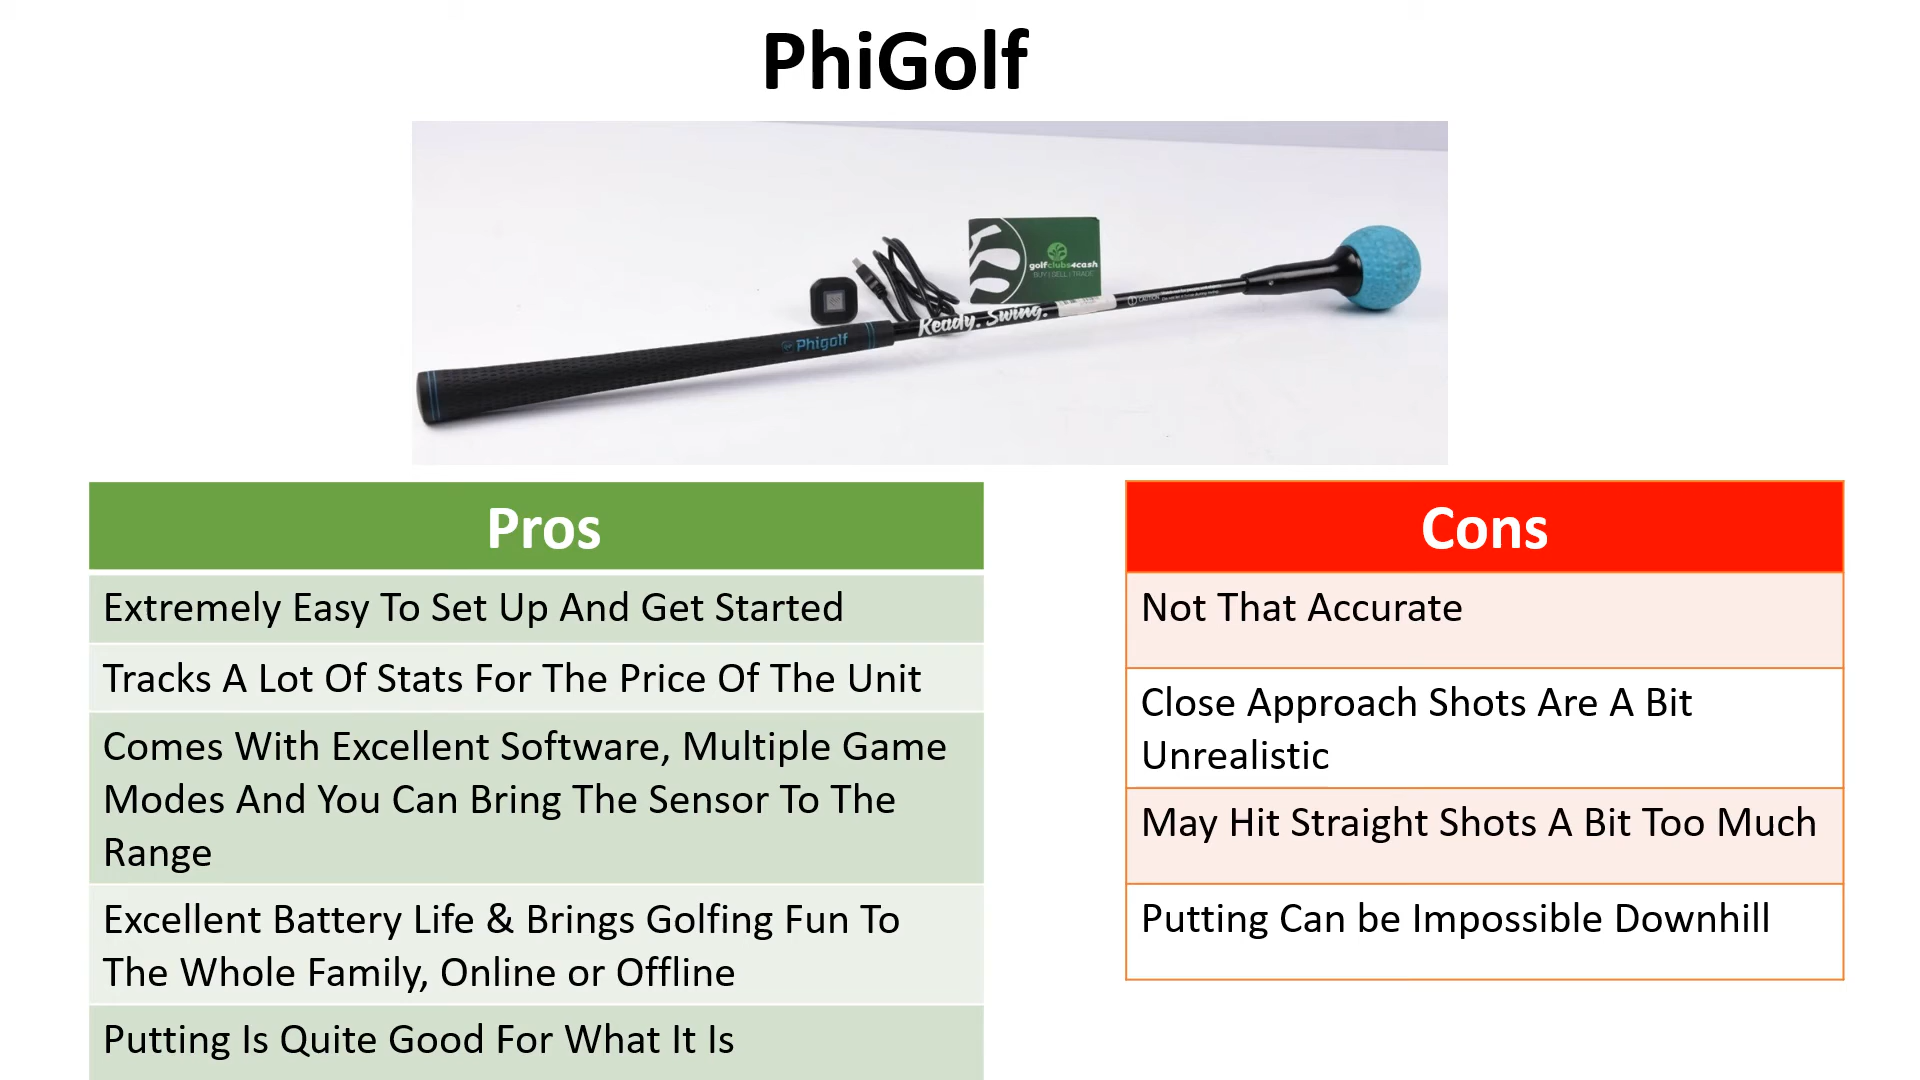 PhiGolf
golfclubs4cash
BUY | SELL | TRADE
Ready. Swing.
CAUTION
Phigolf
Pros
Extremely Easy To Set Up And Get Started
Tracks A Lot Of Stats For The Price Of The Unit
Comes With Excellent Software, Multiple Game
Modes And You Can Bring The Sensor To The
Range
Excellent Battery Life & Brings Golfing Fun To
The Whole Family, Online or Offline
Putting Is Quite Good For What It Is
Cons
Not That Accurate
Close Approach Shots Are A Bit
Unrealistic
May Hit Straight Shots A Bit Too Much
Putting Can be Impossible Downhill